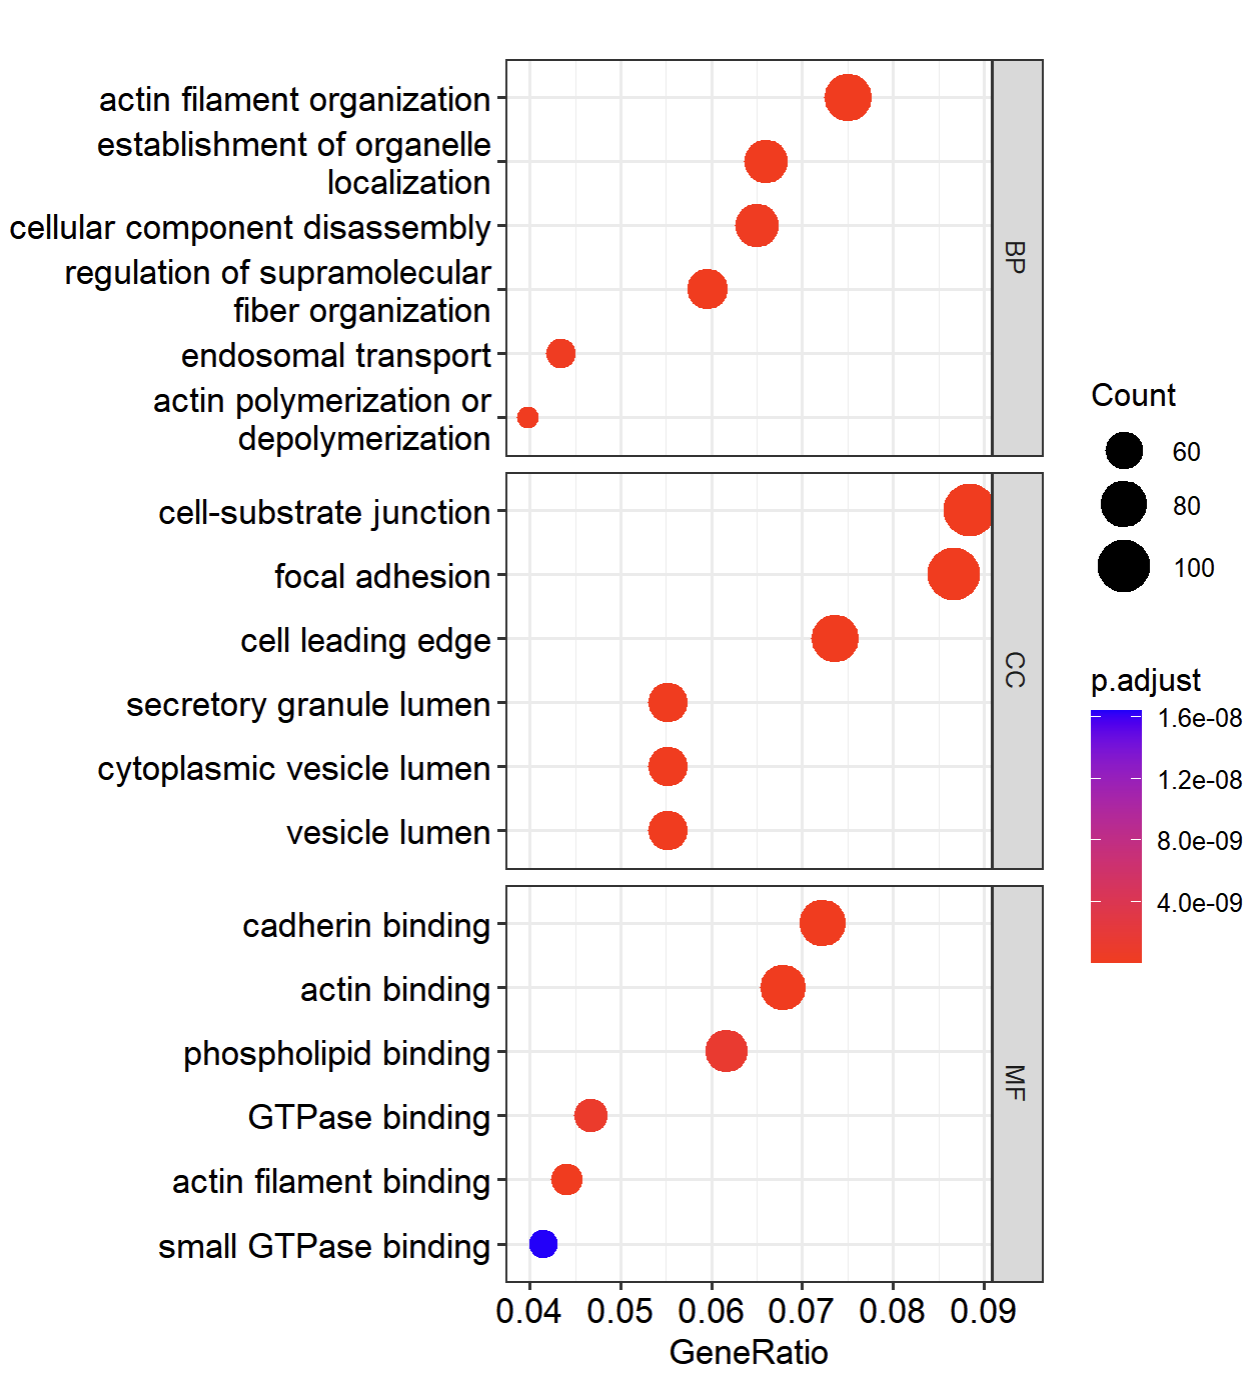 actin filament organization
establishment of organelle
localization
cellular component disassembly
regulation of supramolecular
fiber organization
endosomal transport
actin polymerization or
depolymerization
BP
cell-substrate junction
focal adhesion
cell leading edge
secretory granule lumen
cytoplasmic vesicle lumen
vesicle lumen
CC
cadherin binding
actin binding
phospholipid binding
GTPase binding
actin filament binding
small GTPase binding
MF
0.04 0.05 0.06 0.07 0.08 0.09
GeneRatio
Count
60
80
100
p.adjust
1.6e-08
1.2e-08
8.0e-09
4.0e-09